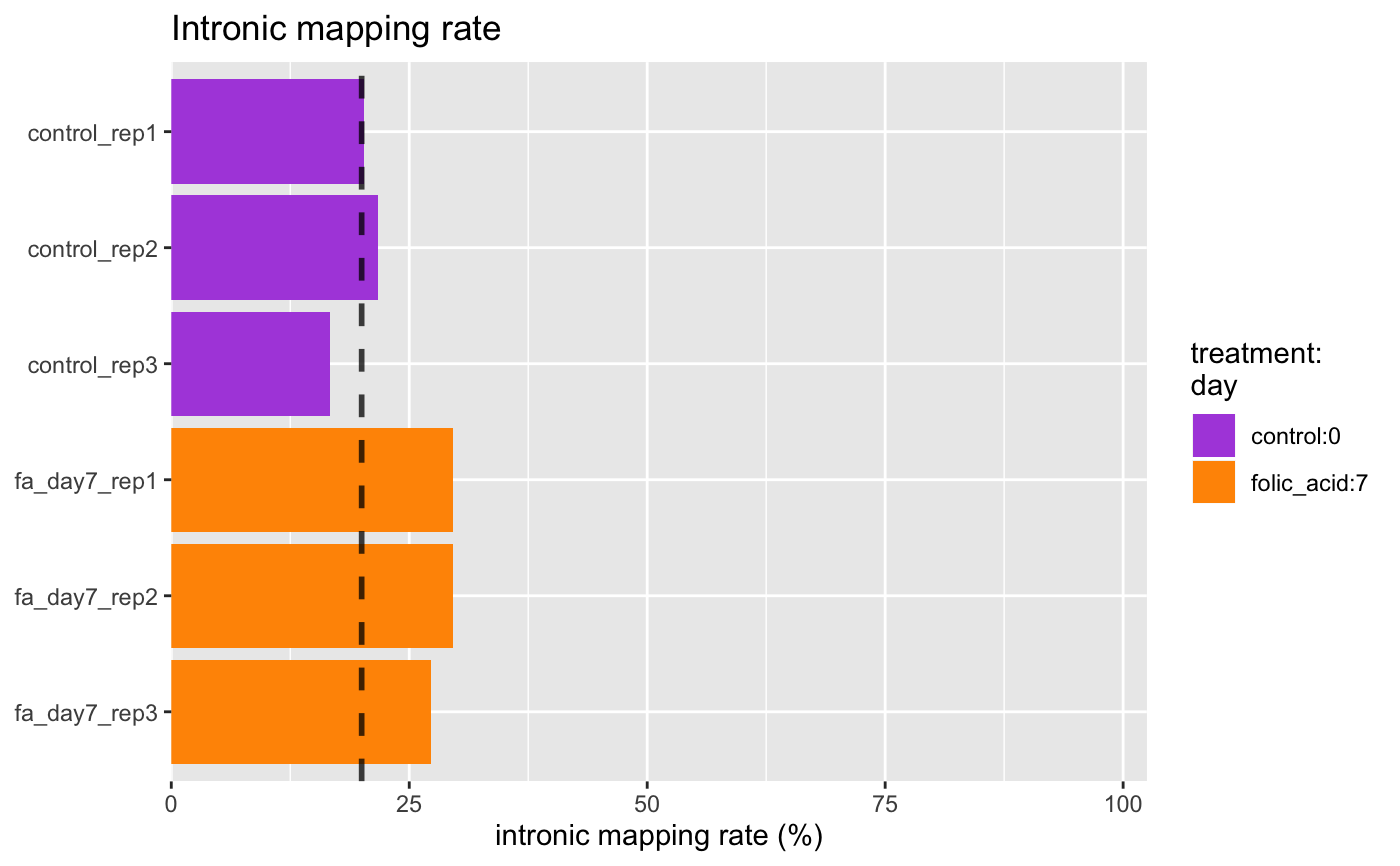 Intronic mapping rate
control_rep1
control_rep2
control_rep3
fa_day7_rep1
fa_day7_rep2
fa_day7_rep3
0 25 50 75 100
intronic mapping rate (%)
treatment:
day
control:0
folic_acid:7